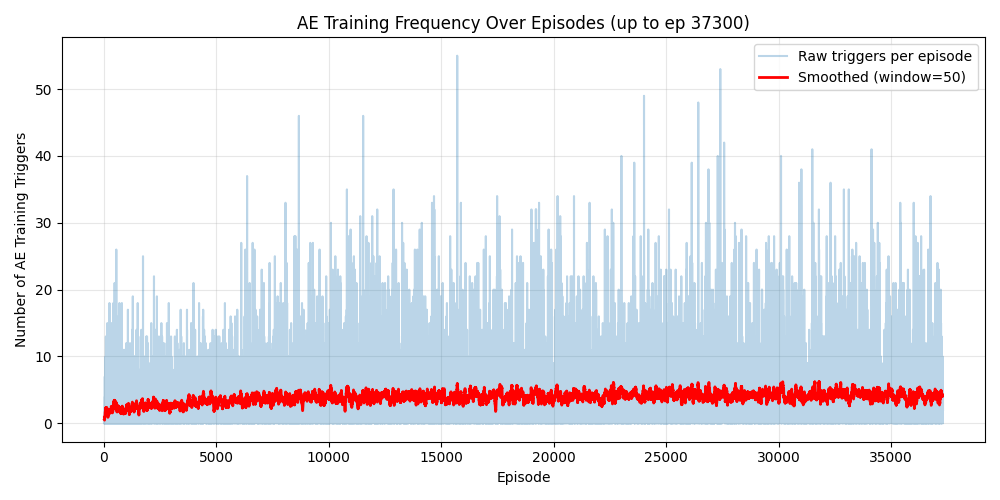 AE Training Frequency Over Episodes (up to ep 37300)
Raw triggers per episode
Smoothed (window=50)
Number of AE Training Triggers
50
40
30
20
10
0
0
5000
10000
15000
20000
25000
30000
35000
Episode